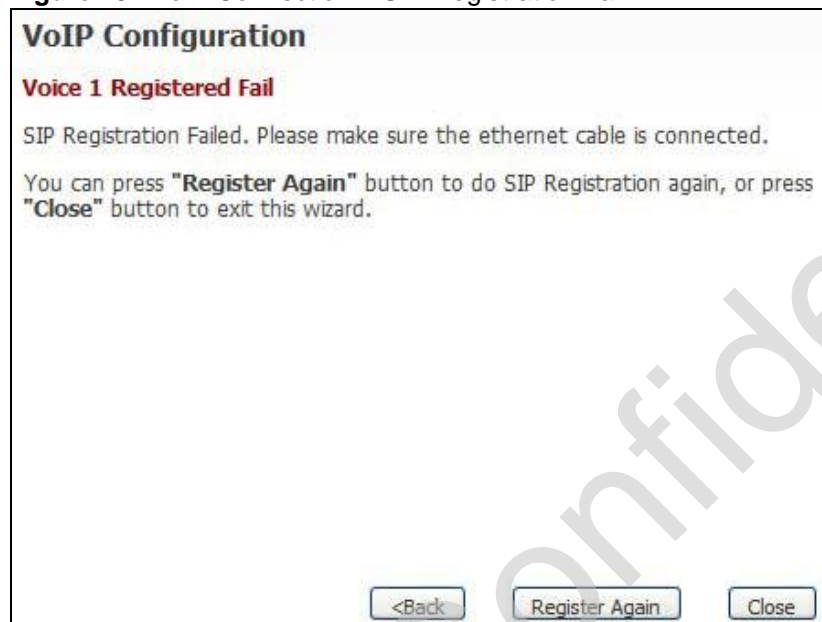 VoIP Configuration
Voice 1 Registered Fail
SIP Registration Failed. Please make sure the ethernet cable is connected.
You can press "Register Again" button to do SIP Registration again, or press
"Close" button to exit this wizard.
<Back Register Again Close